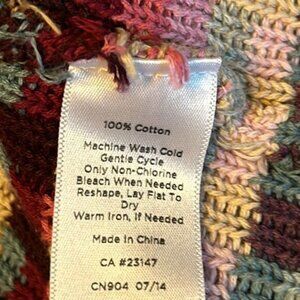 100% Cotton
Machine Wash Cold
Gentle Cycle
Only Non-Chlorine
Bleach When Needed
Reshape, Lay Flat To
Dry
Warm Iron, If Needed
Made in China
CA #23147
CN904 07/14